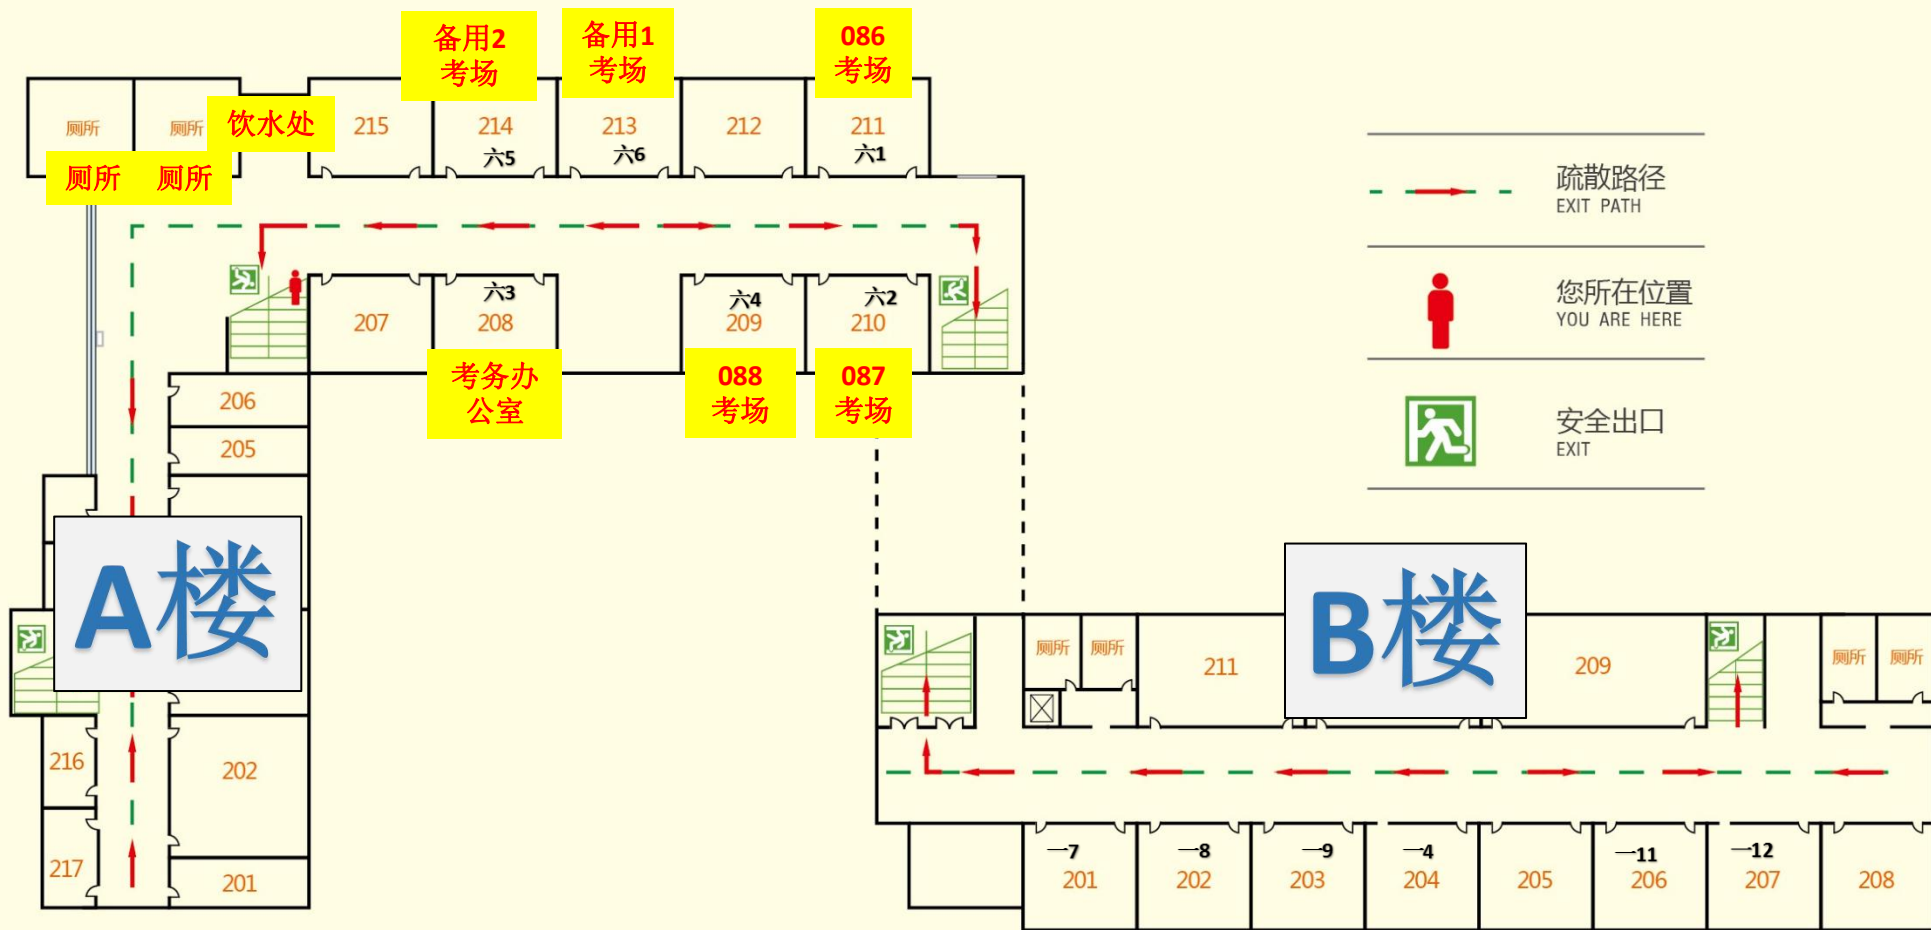 备用2
考场
备用1
考场
086
考场
厕所
厕所
饮水处
215
214
213
212
211
六5
六6
六1
厕所
厕所
疏散路径
EXIT PATH
六3
六4
六2
207
208
209
210
您所在位置
YOU ARE HERE
考务办
公室
088
考场
087
考场
206
205
安全出口
EXIT
A楼
B楼
厕所
厕所
211
209
厕所
厕所
216
202
217
201
一7
一8
一9
一4
一11
一12
201
202
203
204
205
206
207
208